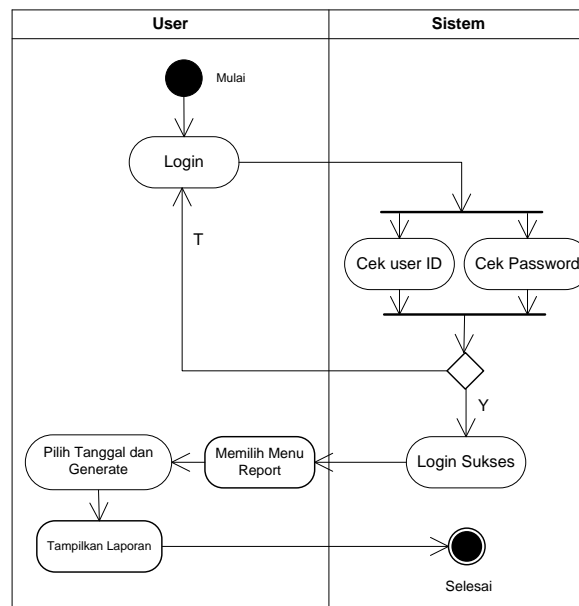 User
Sistem
Mulai
Login
T
Cek user ID
Cek Password
Y
Pilih Tanggal dan
Generate
Memilih Menu
Report
Login Sukses
Tampilkan Laporan
Selesai